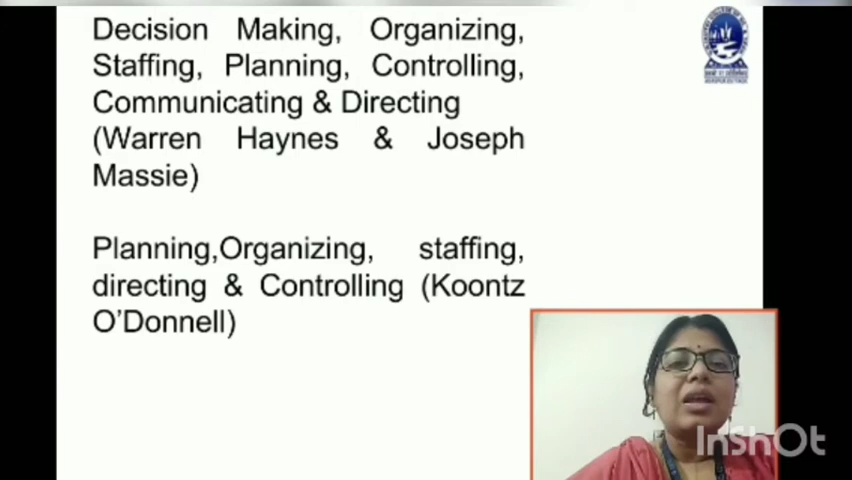 Decision Making, Organizing,
Staffing, Planning, Controlling,
Communicating & Directing
(Warren Haynes & Joseph
Massie)
Planning,Organizing, staffing,
directing & Controlling (Koontz
O'Donnell)
InShOt